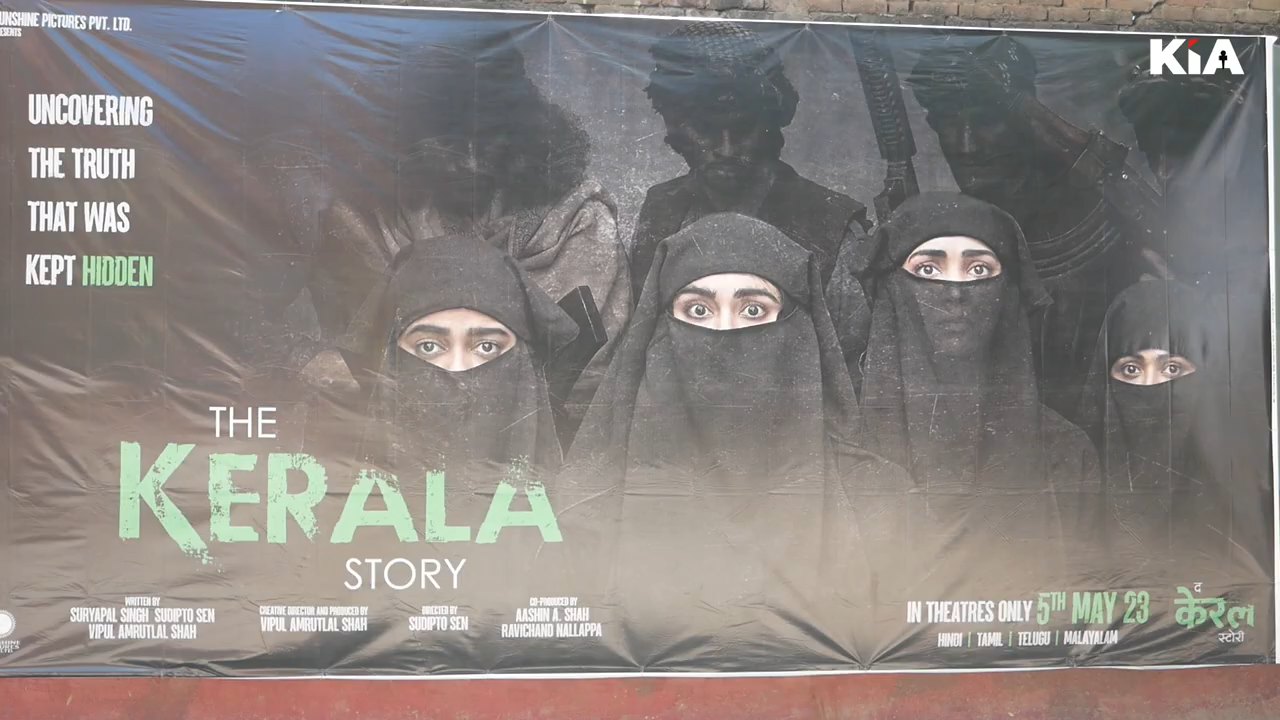 UNSHINE PICTURES PVT. LTD.
ESENTS
KiA
UNCOVERING
THE TRUTH
THAT WAS
KEPT HIDDEN
THE
KERALA
STORY
WRITTEN BY
SURYAPAL SINGH SUDIPTO SEN
VIPUL AMRUTLAL SHAH
CREATIVE DIRECTOR AND PRODUCED BY
VIPUL AMRUTLAL SHAH
DIRECTED BY
SUDIPTO SEN
CO-PRODUCED BY
AASHIN A. SHAH
RAVICHAND NALLAPPA
IN THEATRES ONLY 5TH MAY 23
HINDI | TAMIL | TELUGU | MALAYALAM
द
केरल
स्टोरी